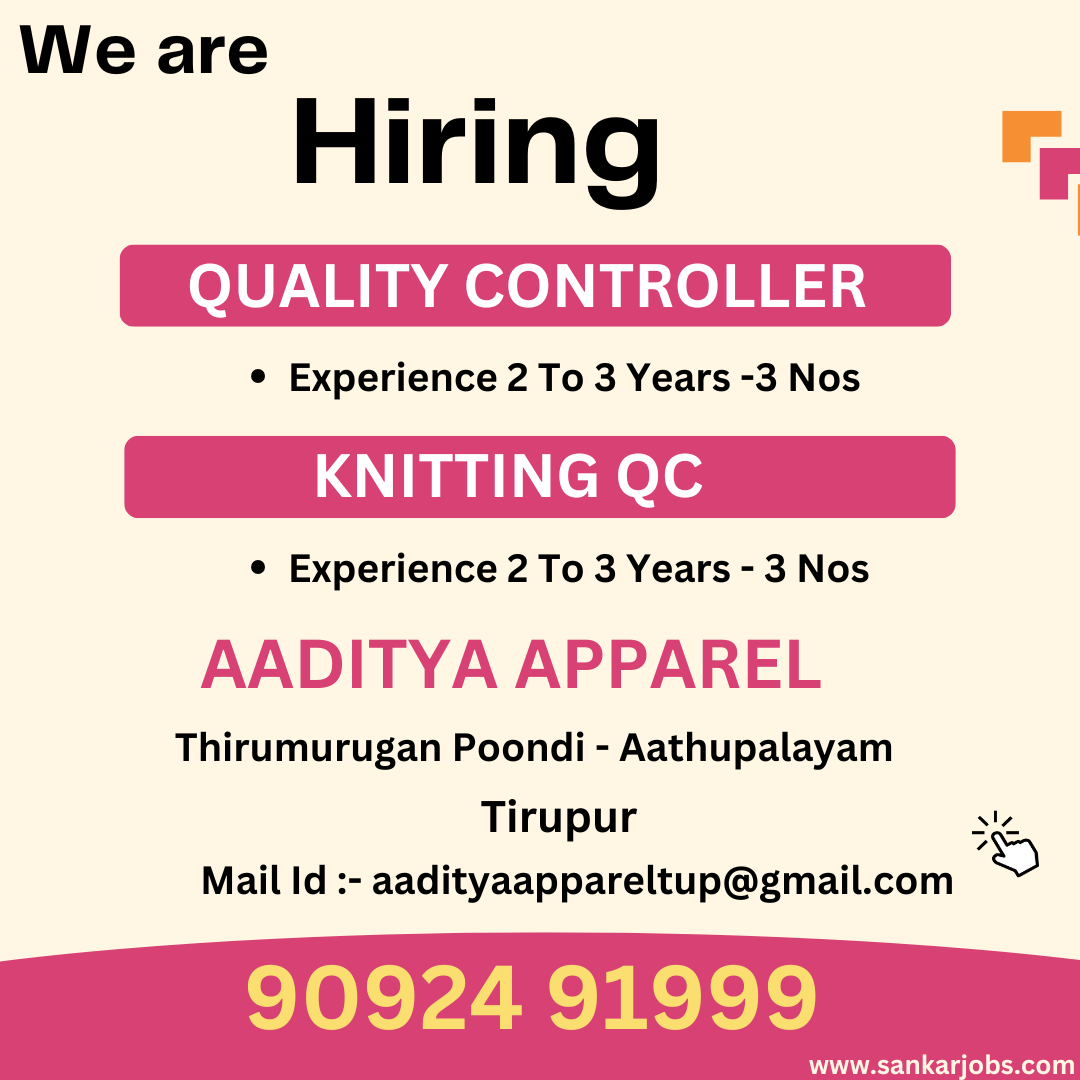 We are
Hiring
QUALITY CONTROLLER
• Experience 2 To 3 Years -3 Nos
KNITTING QC
• Experience 2 To 3 Years - 3 Nos
AADITYA APPAREL
Thirumurugan Poondi - Aathupalayam
Tirupur
Mail Id :- aadityaappareltup@gmail.com
90924 91999
www.sankarjobs.com